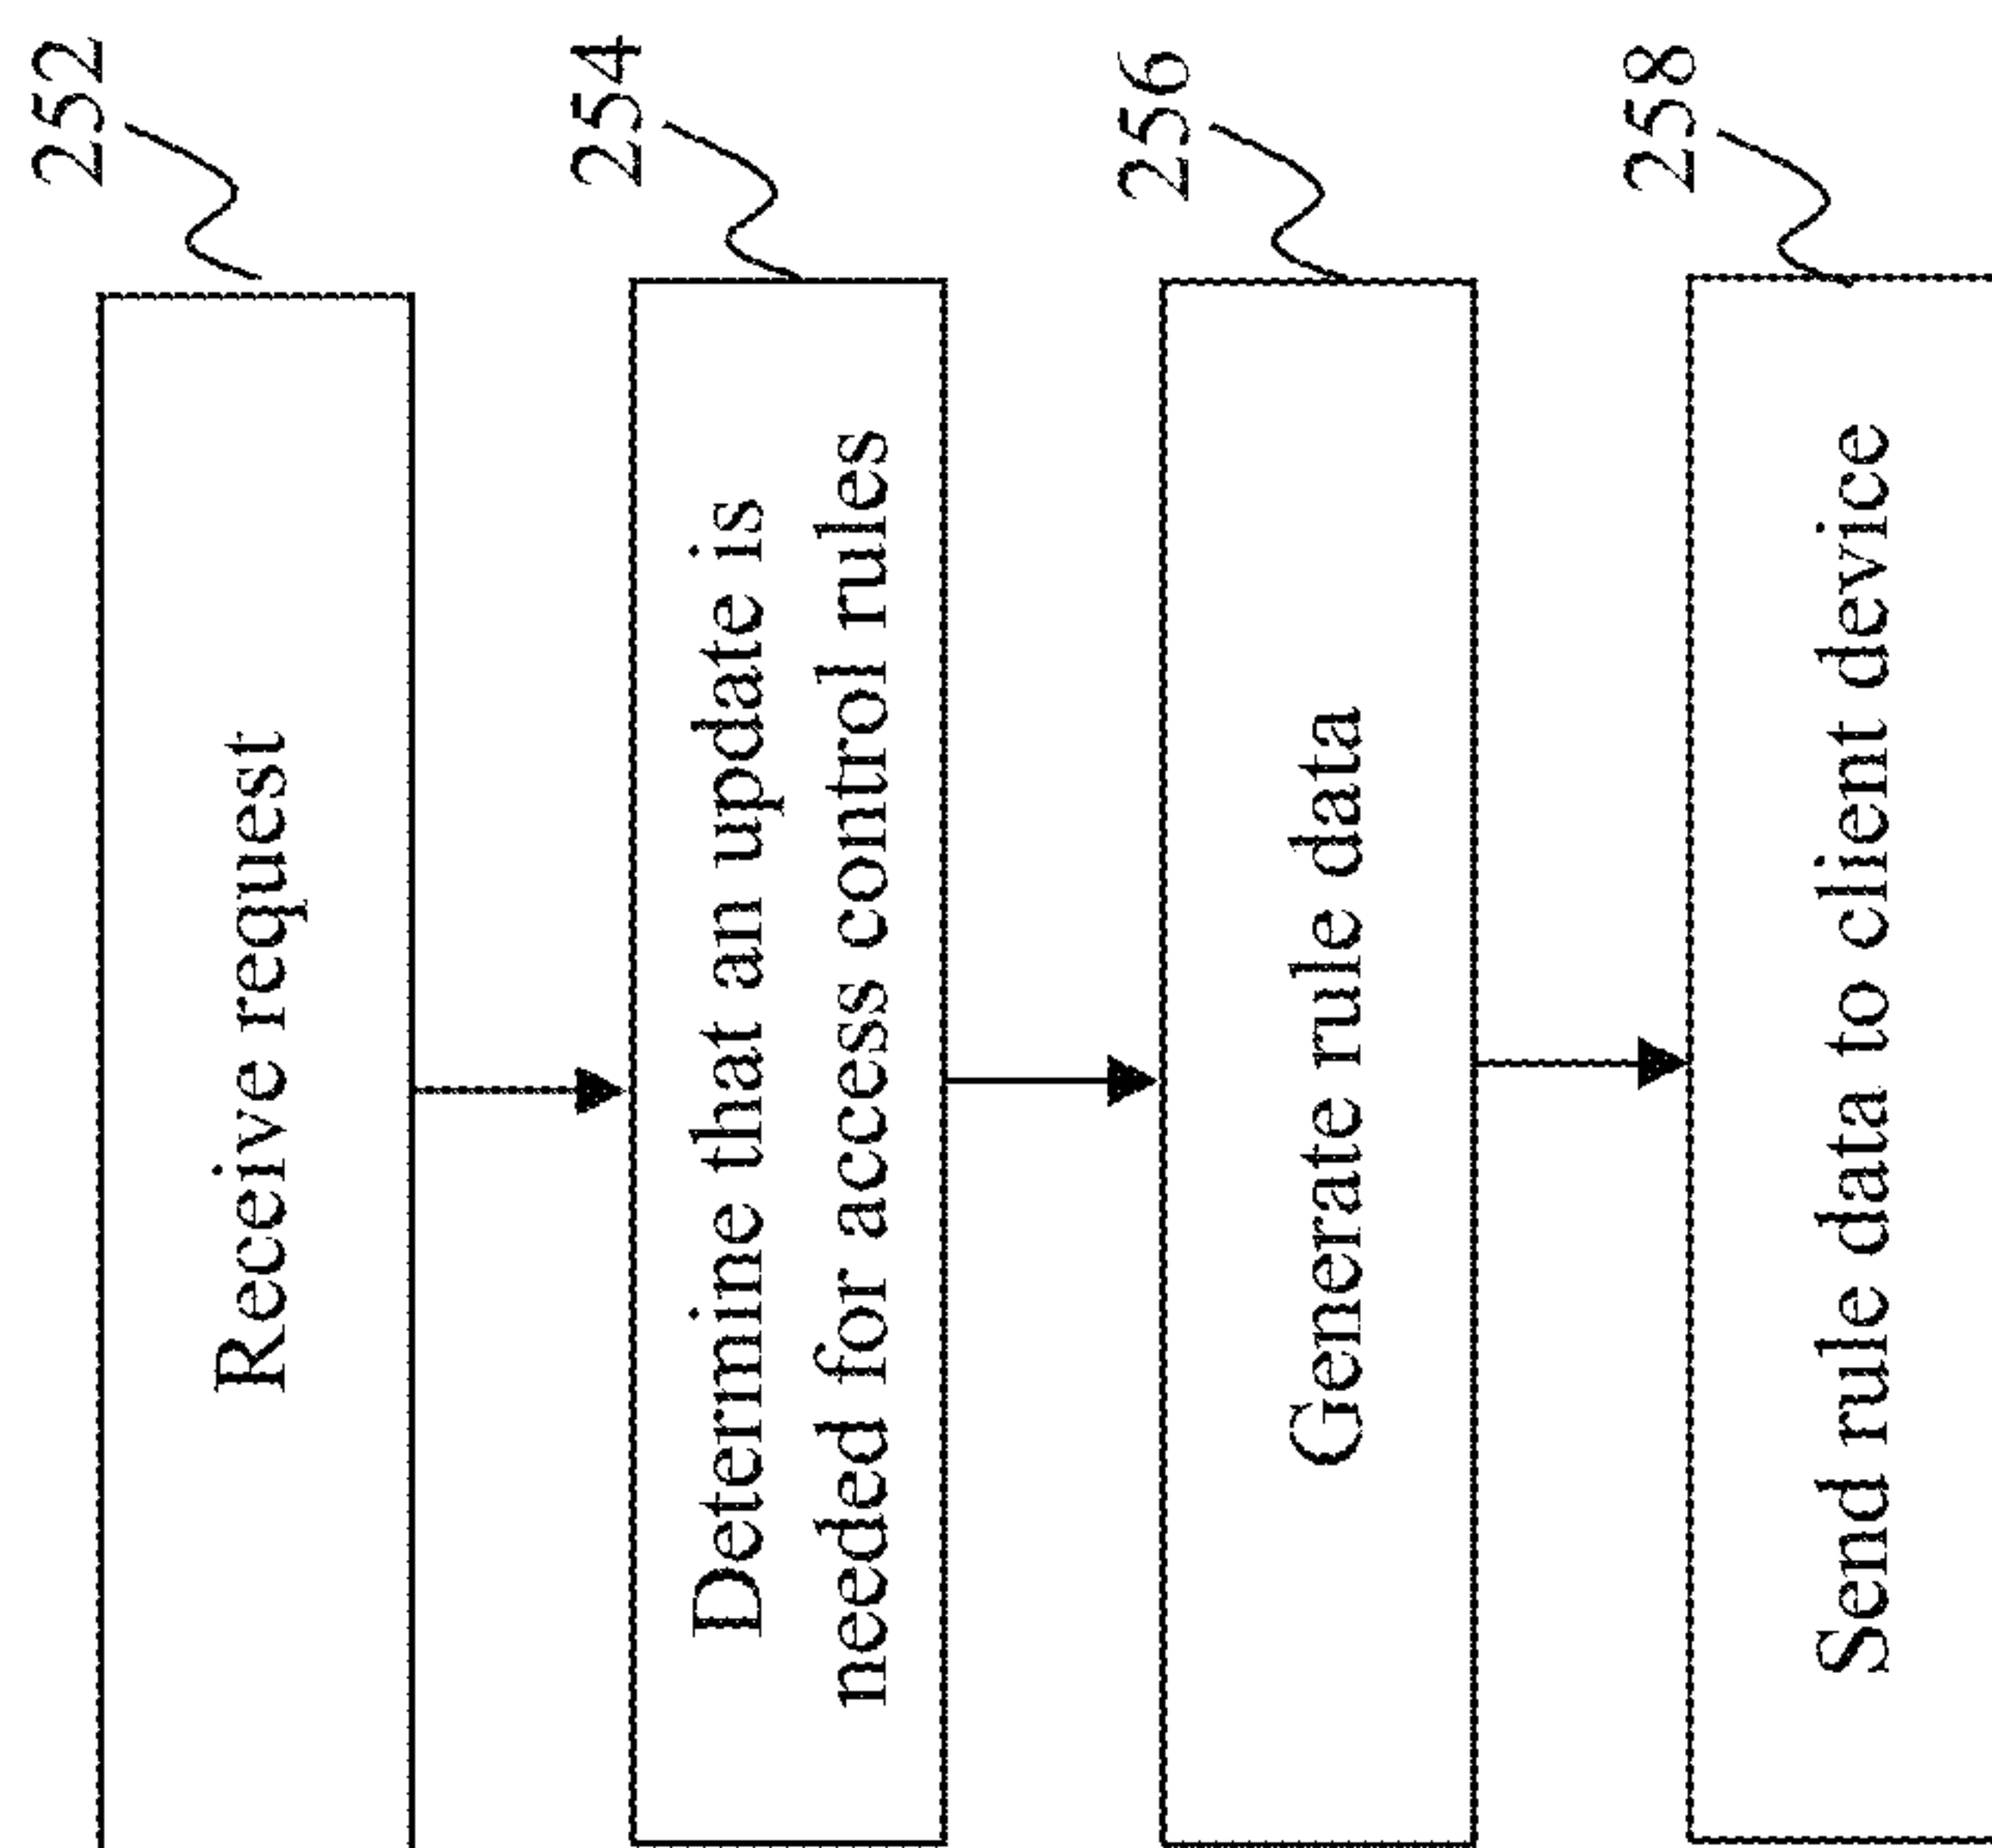 252
Receive request
254
Determine that an update is
needed for access control rules
256
Generate rule data
258
Send rule data to client device